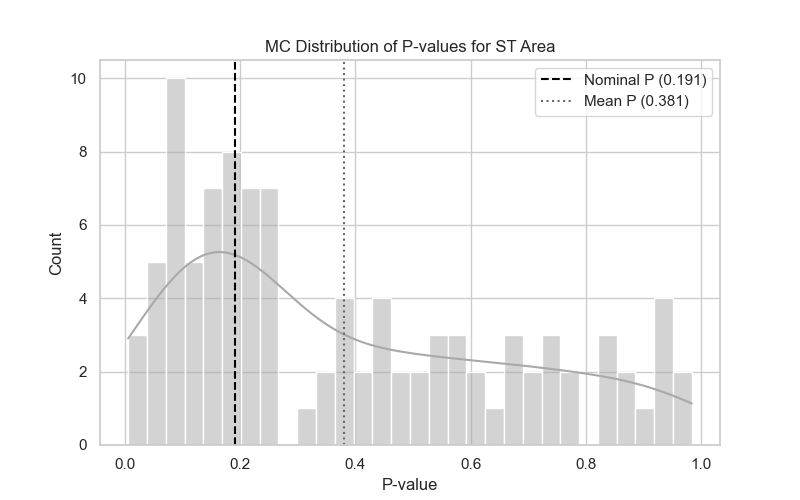 MC Distribution of P-values for ST Area
Nominal P (0.191)
Mean P (0.381)
Count
10
8
6
4
2
0
0.0 0.2 0.4 0.6 0.8 1.0
P-value